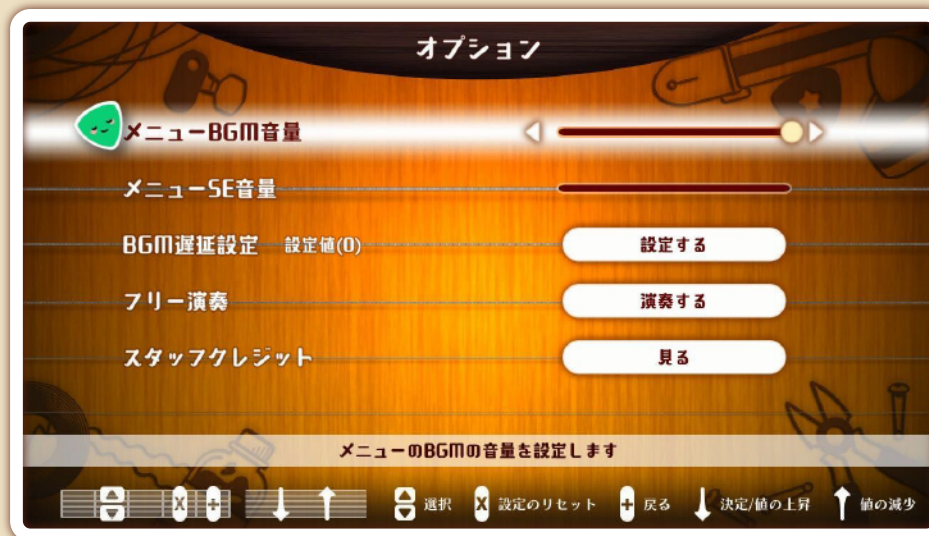 オプション
メニューBGM音量
メニューSE音量
BGM遅延設定 設定値(0) 設定する
フリー演奏 演奏する
スタッフクレジット 見る
メニューのBGMの音量を設定します
X + 選択 X 設定のリセット + 戻る 決定/値の上昇 値の減少